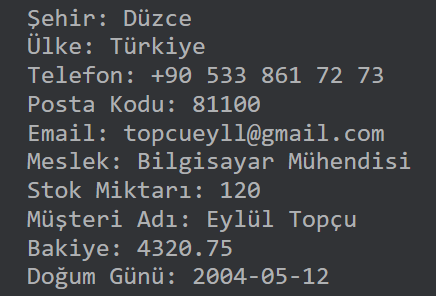 Şehir: Düzce
Ülke: Türkiye
Telefon: +90 533 861 72 73
Posta Kodu: 81100
Email: topcueyll@gmail.com
Meslek: Bilgisayar Mühendisi
Stok Miktarı: 120
Müşteri Adı: Eylül Topçu
Bakiye: 4320.75
Doğum Günü: 2004-05-12